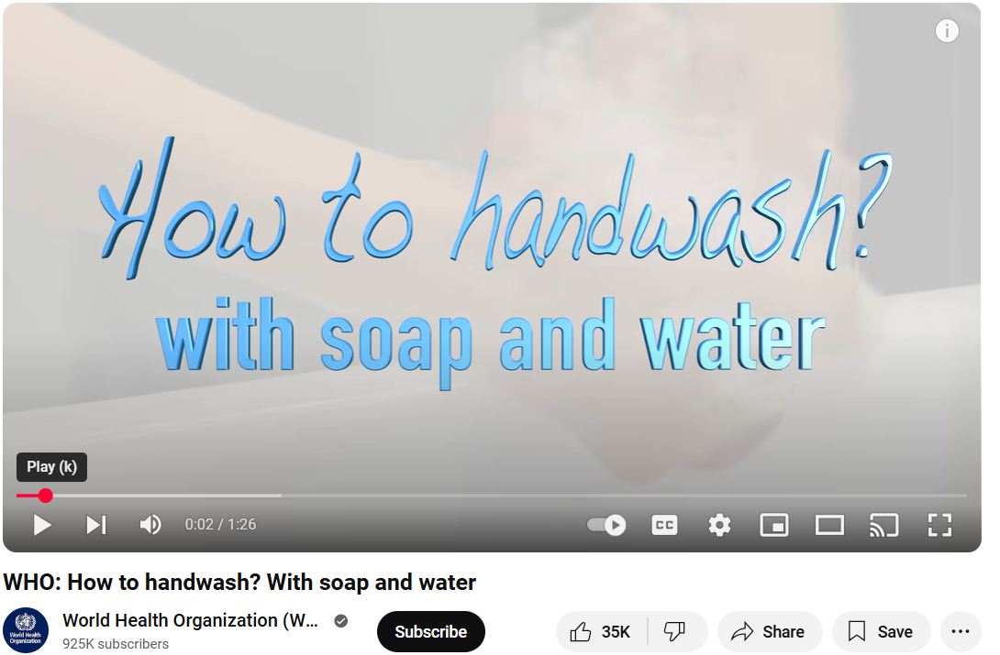 How to handwash?
with soap and water
Play (k)
0:02 / 1:26
CC
WHO: How to handwash? With soap and water
World Health Organization
World Health Organization (W...
925K subscribers
Subscribe
35K
Share
Save